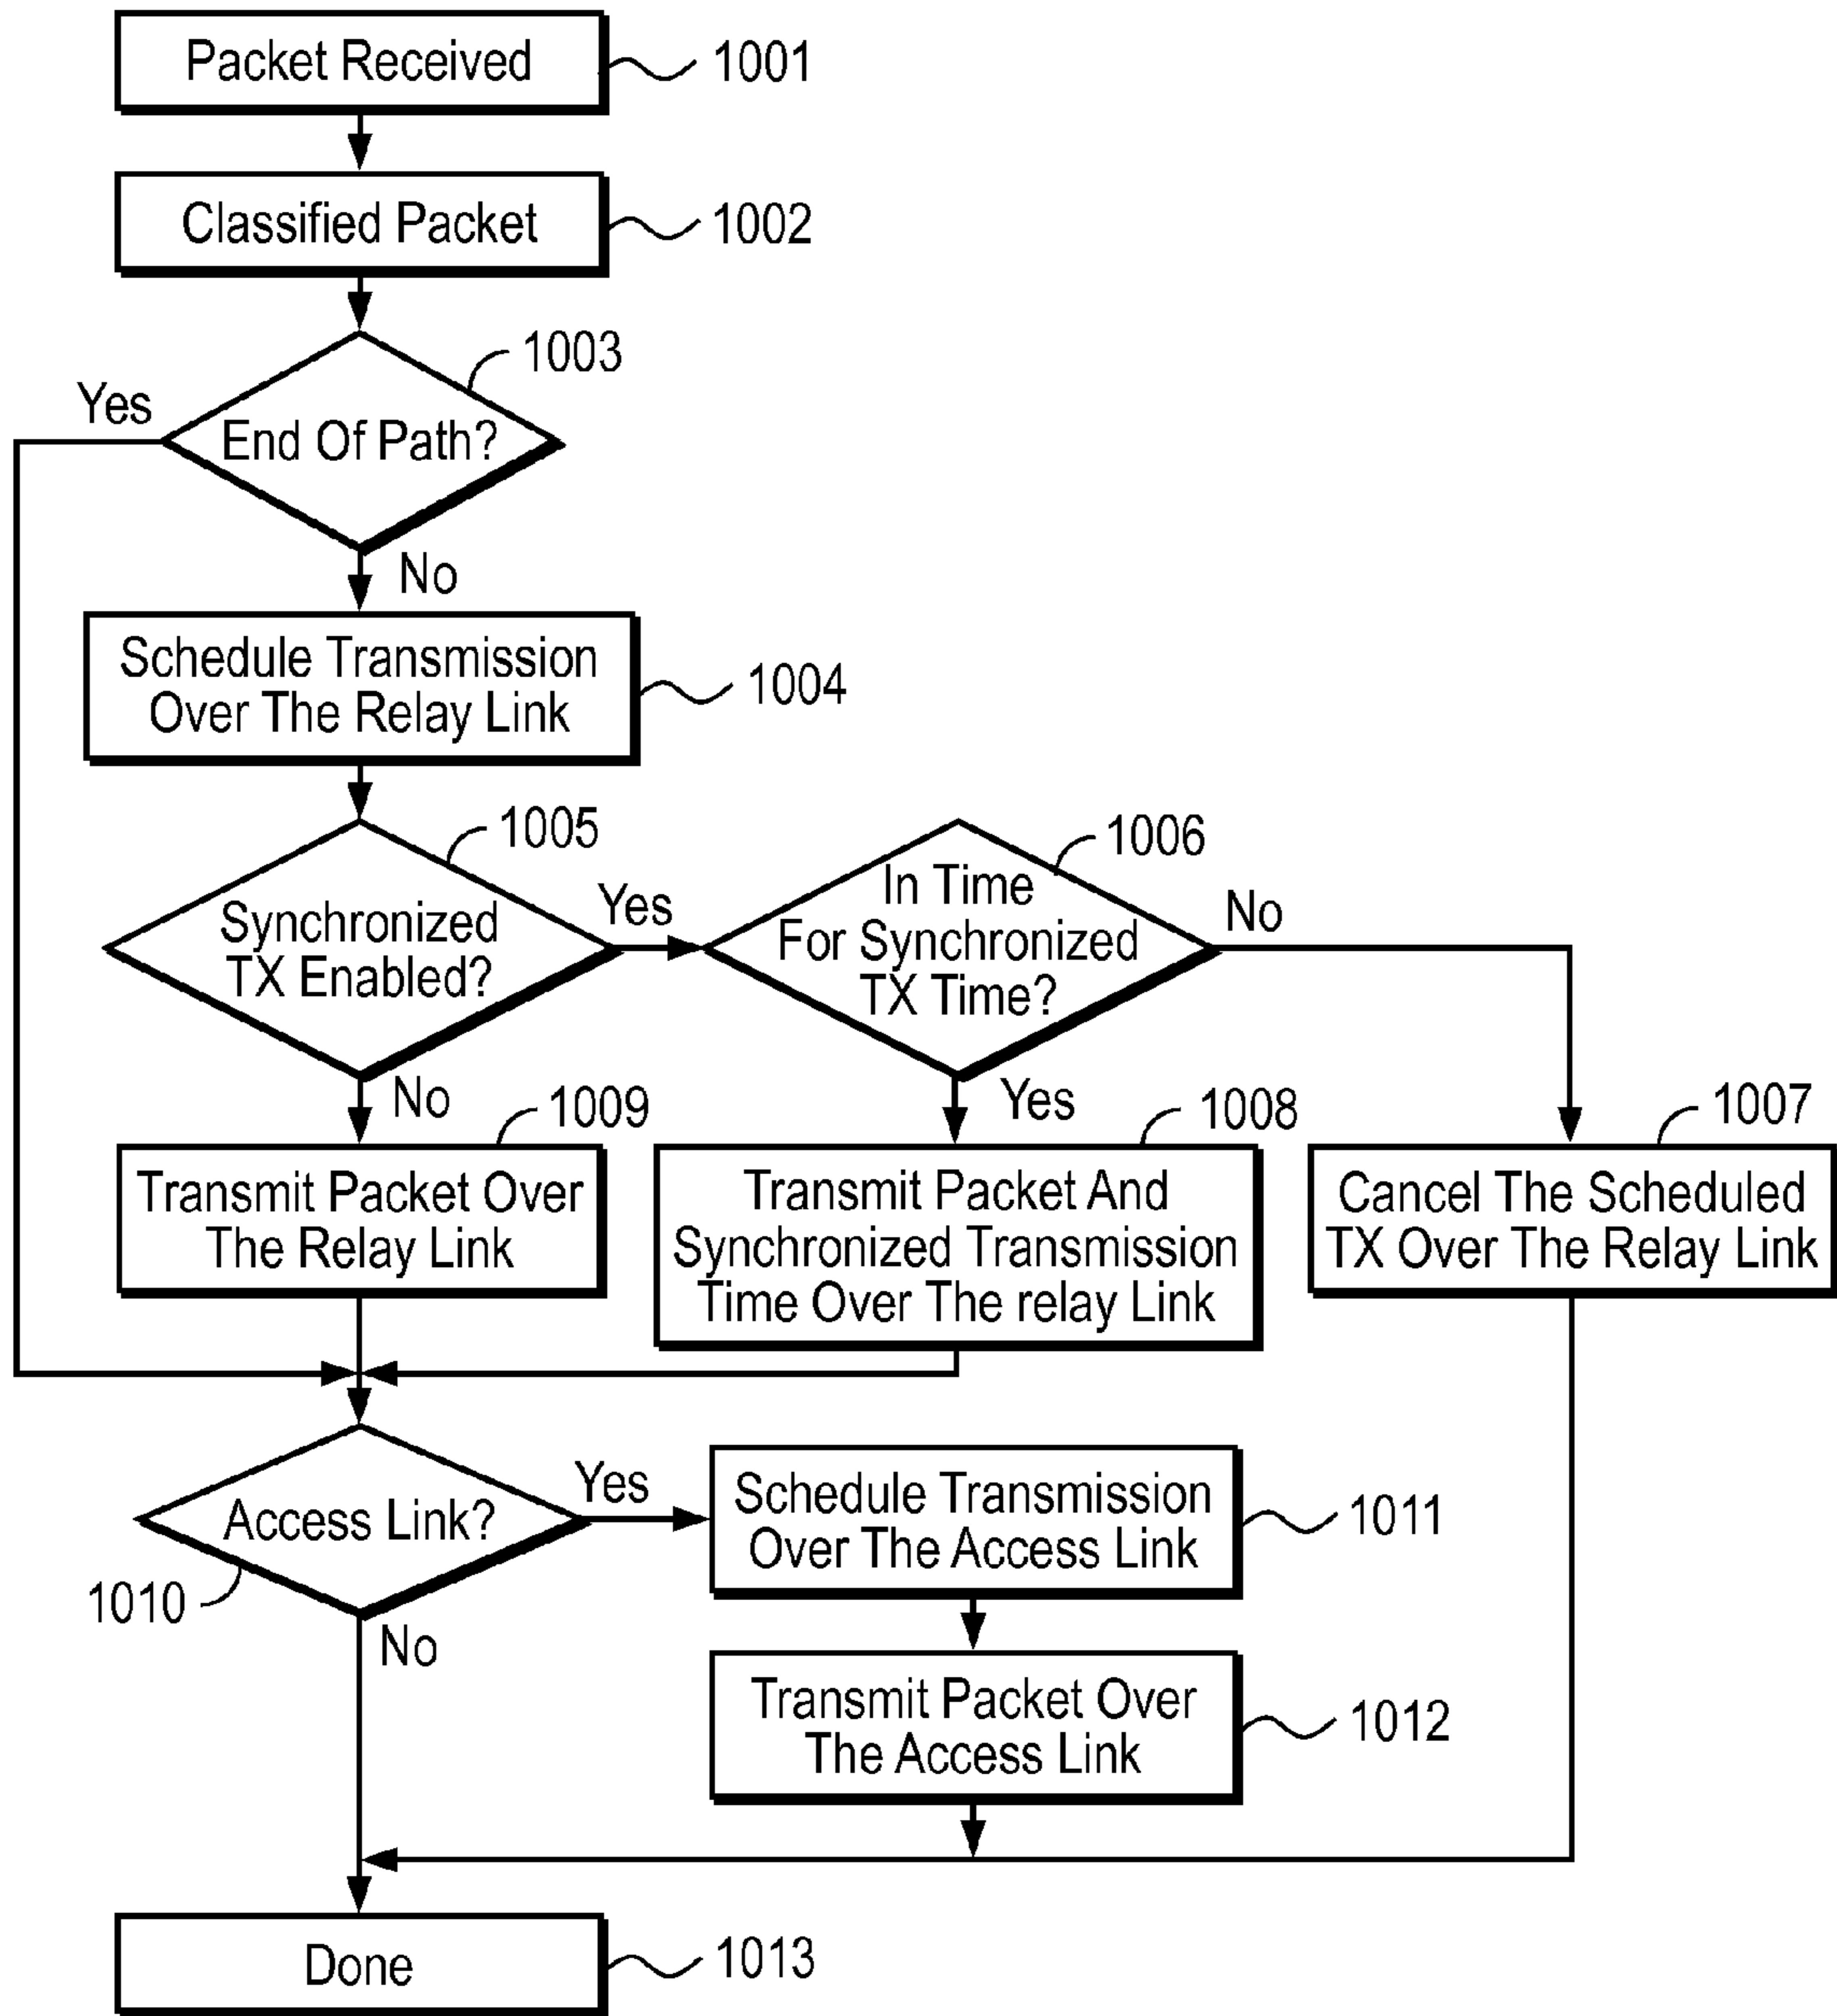 Packet Received
1001
Classified Packet
1002
1003
Yes
End Of Path?
No
Schedule Transmission
Over The Relay Link
1004
1005
Synchronized
TX Enabled?
Yes
1006
In Time
For Synchronized
TX Time?
No
No
1009
Yes
1008
1007
Transmit Packet Over
The Relay Link
Transmit Packet And
Synchronized Transmission
Time Over The relay Link
Cancel The Scheduled
TX Over The Relay Link
Access Link?
1010
Yes
No
Schedule Transmission
Over The Access Link
1011
Transmit Packet Over
The Access Link
1012
Done
1013